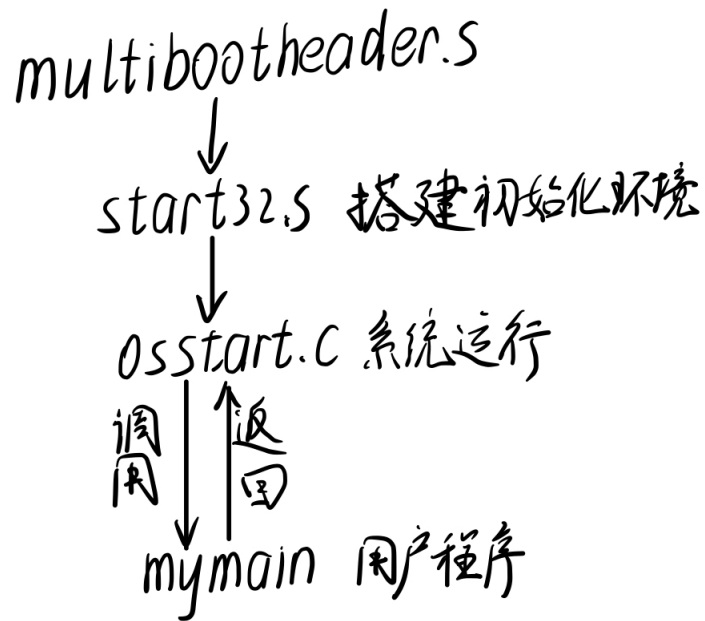 multibootheader.s
start32.s 搭建初始化环境
osstart.c 系统运行
调用 返回
mymain 用户程序